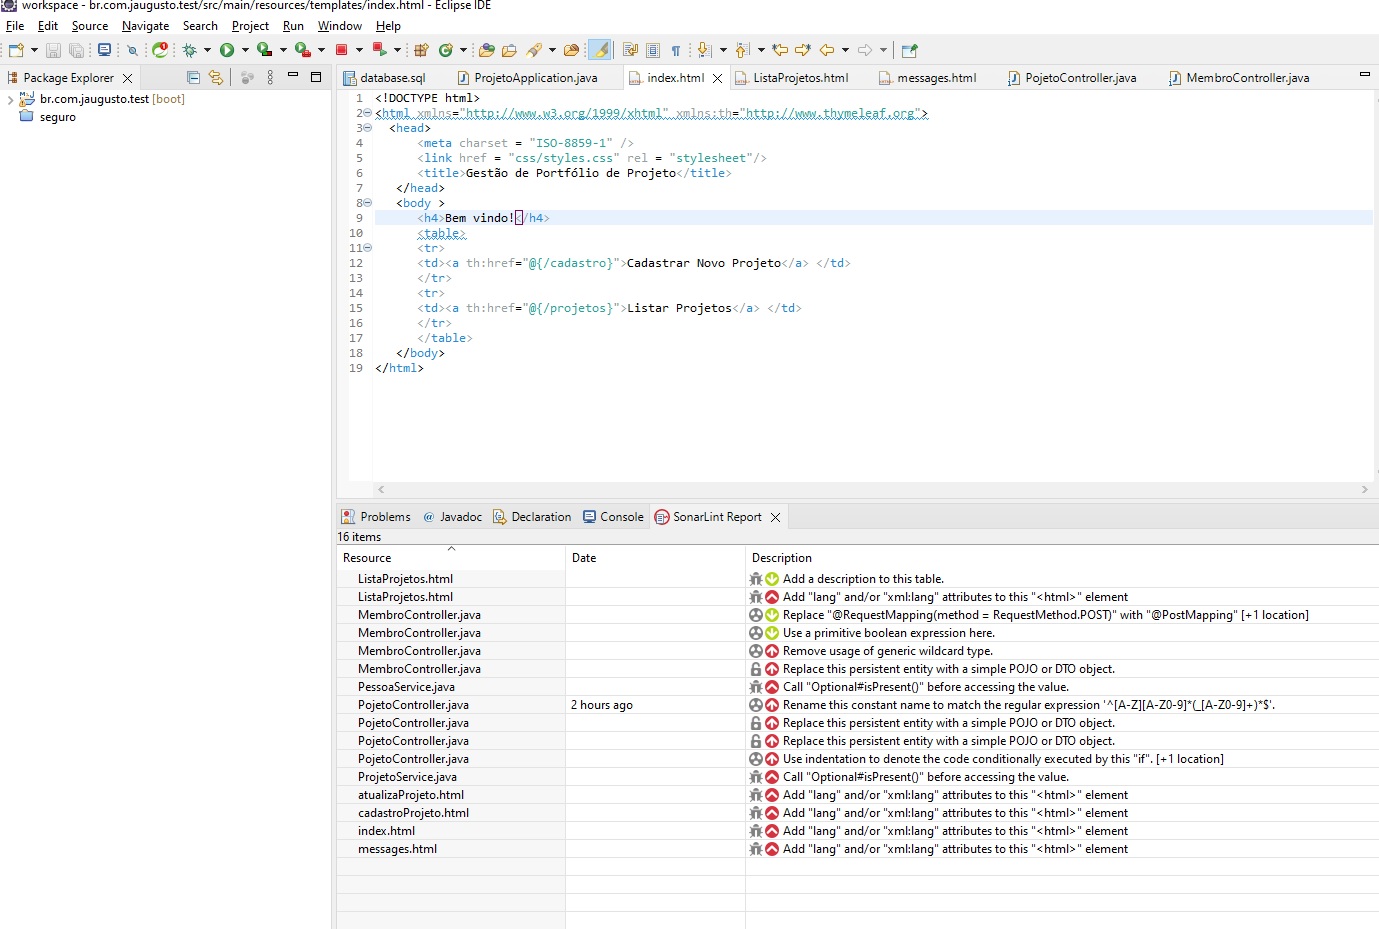 workspace - br.com.jaugusto.test/src/main/resources/templates/index.html - Eclipse IDE
File Edit Source Navigate Search Project Run Window Help
Package Explorer
br.com.jaugusto.test [boot]
seguro
database.sql ProjetoApplication.java index.html ListaProjetos.html messages.html PojetoController.java MembroController.java
1 <!DOCTYPE html>
2 <html xmlns="http://www.w3.org/1999/xhtml" xmlns:th="http://www.thymeleaf.org">
3 <head>
4 <meta charset = "ISO-8859-1" />
5 <link href = "css/styles.css" rel = "stylesheet"/>
6 <title>Gestão de Portfólio de Projeto</title>
7 </head>
8 <body >
9 <h4>Bem vindo!</h4>
10 <table>
11 <tr>
12 <td><a th:href="@{/cadastro}">Cadastrar Novo Projeto</a> </td>
13 </tr>
14 <tr>
15 <td><a th:href="@{/projetos}">Listar Projetos</a> </td>
16 </tr>
17 </table>
18 </body>
19 </html>
Problems Javadoc Declaration Console SonarLint Report
16 items
Resource Date Description
ListaProjetos.html Add a description to this table.
ListaProjetos.html Add "lang" and/or "xml:lang" attributes to this "<html>" element
MembroController.java Replace "@RequestMapping(method = RequestMethod.POST)" with "@PostMapping" [+1 location]
MembroController.java Use a primitive boolean expression here.
MembroController.java Remove usage of generic wildcard type.
MembroController.java Replace this persistent entity with a simple POJO or DTO object.
PessoaService.java Call "Optional#isPresent()" before accessing the value.
PojetoController.java 2 hours ago Rename this constant name to match the regular expression '^[A-Z][A-Z0-9]*(_[A-Z0-9]+)*$'.
PojetoController.java Replace this persistent entity with a simple POJO or DTO object.
PojetoController.java Replace this persistent entity with a simple POJO or DTO object.
PojetoController.java Use indentation to denote the code conditionally executed by this "if". [+1 location]
ProjetoService.java Call "Optional#isPresent()" before accessing the value.
atualizaProjeto.html Add "lang" and/or "xml:lang" attributes to this "<html>" element
cadastroProjeto.html Add "lang" and/or "xml:lang" attributes to this "<html>" element
index.html Add "lang" and/or "xml:lang" attributes to this "<html>" element
messages.html Add "lang" and/or "xml:lang" attributes to this "<html>" element